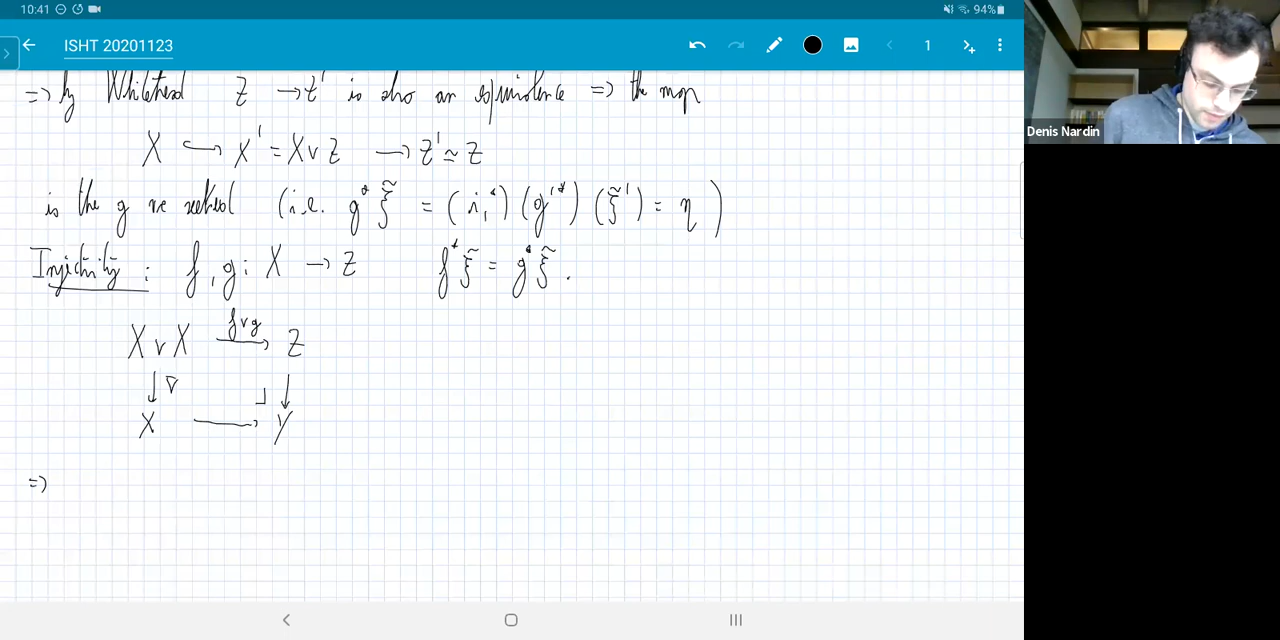 10:41 94%
ISHT 20201123 1
=> by Whitehead Z → Z' is also an equivalence => the map
X ↪ X' = X∨Z → Z' ≃ Z
is the g we wanted (i.e. g^* ξ̃ = (i_1^*) (g'^*) (ξ̃') = η)
Denis Nardin
Injectivity: f, g: X → Z f^* ξ̃ = g^* ξ̃.
X ∨ X f∨g → Z
↓ ∇ ⌟ ↓
X → Y
=>